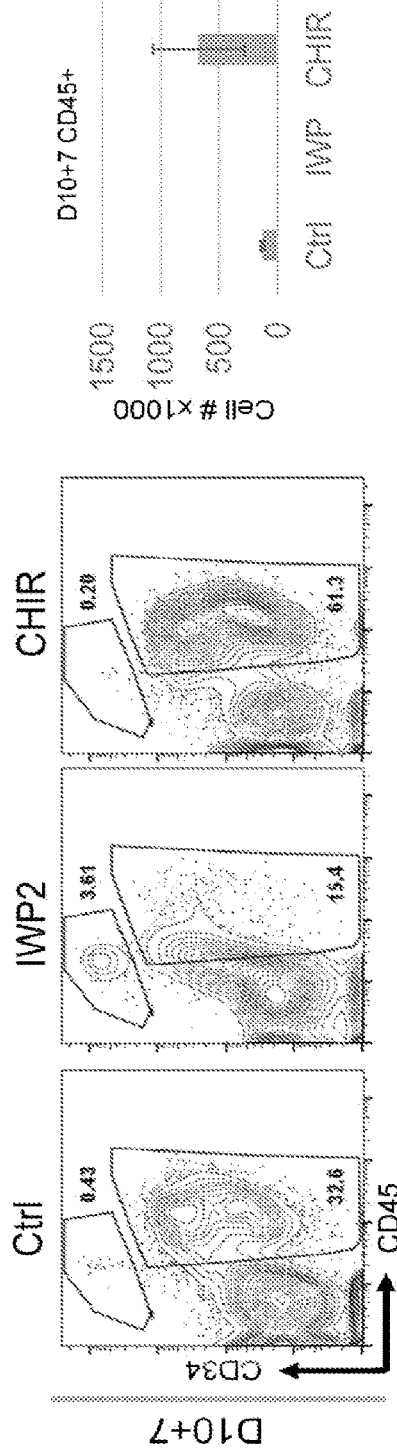 D10+7
Ctrl
IWP2
CHIR
0.43
3.61
0.20
32.6
15.4
61.3
CD34
CD45
D10+7 CD45+
Cell # x1000
1500
1000
500
0
Ctrl IWP CHIR